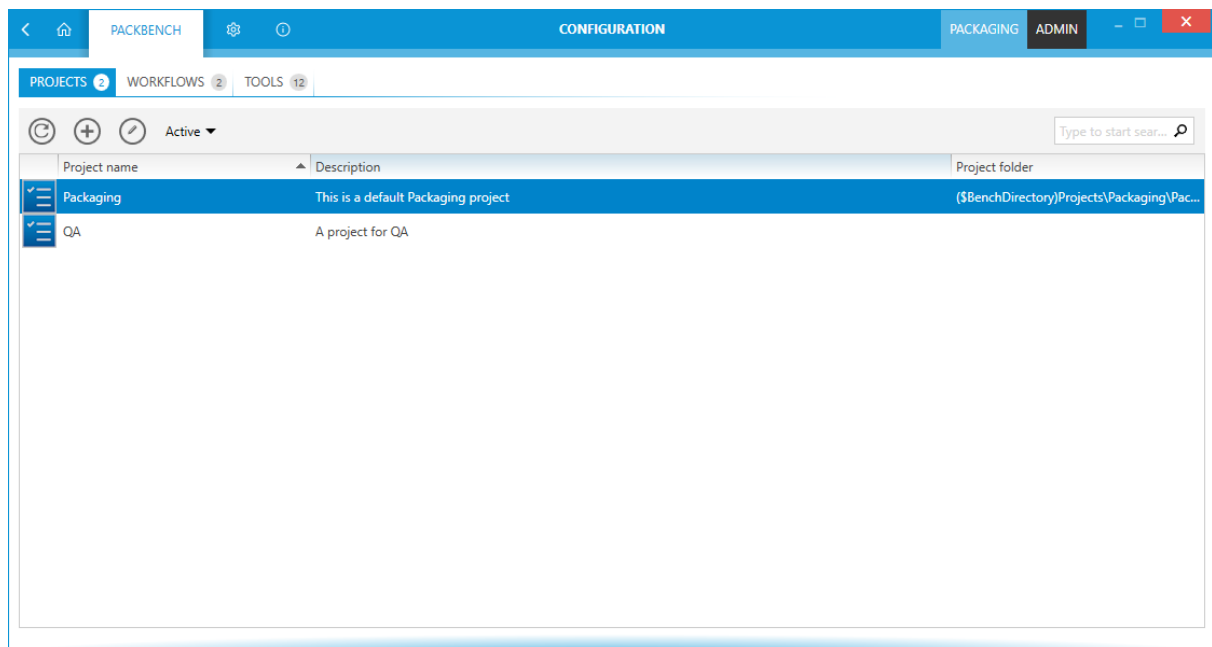 PACKBENCH CONFIGURATION PACKAGING ADMIN
PROJECTS 2 WORKFLOWS 2 TOOLS 12
Active Type to start sear...
Project name Description Project folder
Packaging This is a default Packaging project ($BenchDirectory)Projects\Packaging\Pac...
QA A project for QA